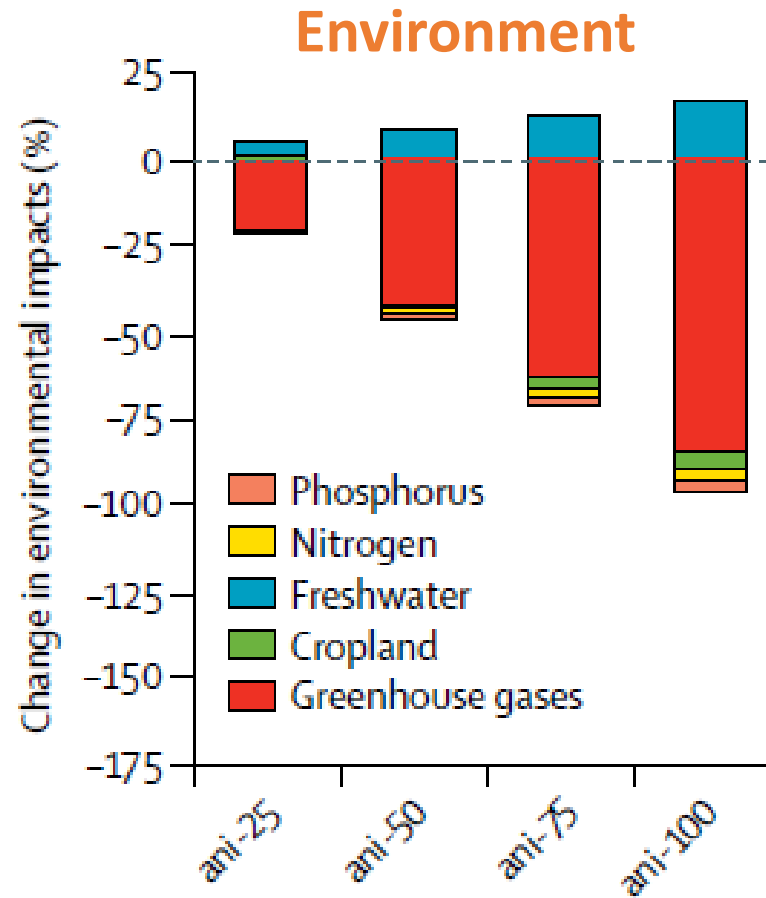 Environment
Change in environmental impacts (%)
25
0
–25
–50
–75
–100
–125
–150
–175
Phosphorus
Nitrogen
Freshwater
Cropland
Greenhouse gases
ani-25
ani-50
ani-75
ani-100